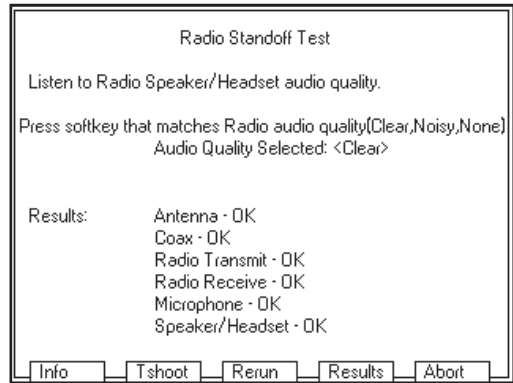 Radio Standoff Test
Listen to Radio Speaker/Headset audio quality.
Press softkey that matches Radio audio quality(Clear,Noisy,None)
Audio Quality Selected: <Clear>
Results: Antenna - OK
Coax - OK
Radio Transmit - OK
Radio Receive - OK
Microphone - OK
Speaker/Headset - OK
Info Tshoot Rerun Results Abort